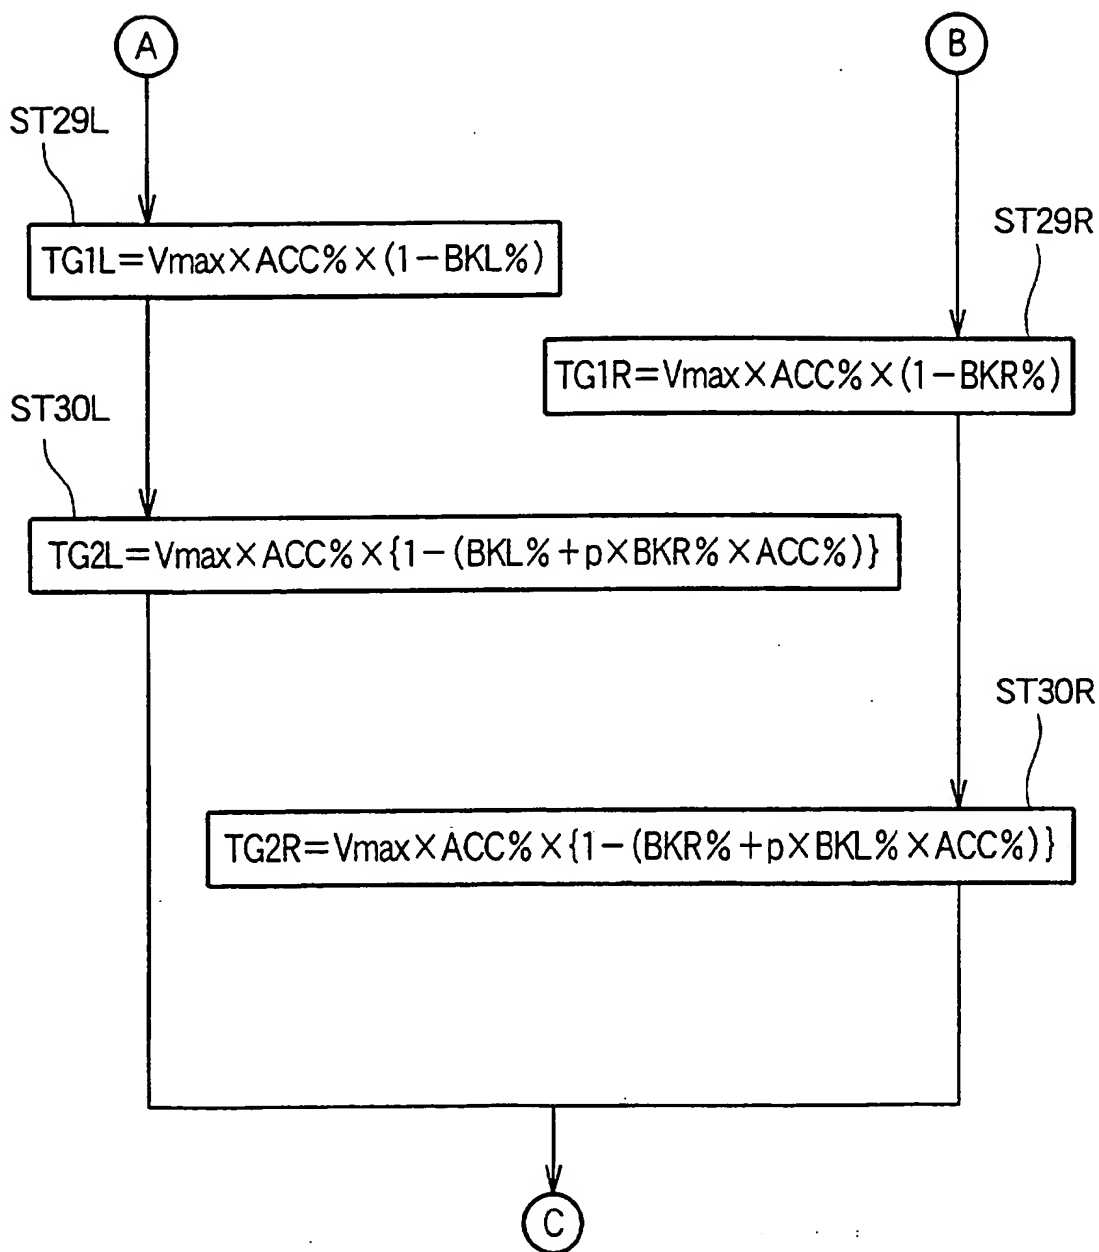 A
B
ST29L
TG1L=Vmax×ACC%×(1-BKL%)
ST29R
TG1R=Vmax×ACC%×(1-BKR%)
ST30L
TG2L=Vmax×ACC%×{1-(BKL%+p×BKR%×ACC%)}
ST30R
TG2R=Vmax×ACC%×{1-(BKR%+p×BKL%×ACC%)}
C